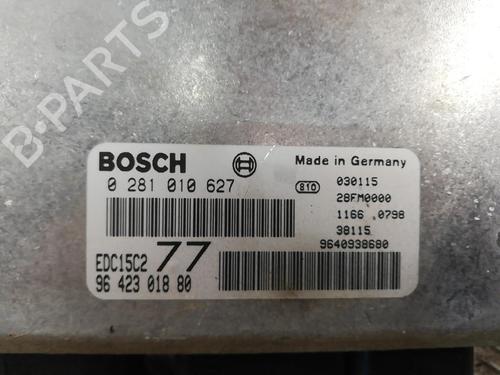 B-PARTS
BOSCH
Made in Germany
0 281 010 627
810
030115
28FM0000
1166 0798
38115
9640938680
EDC15C2 77
96 423 018 80